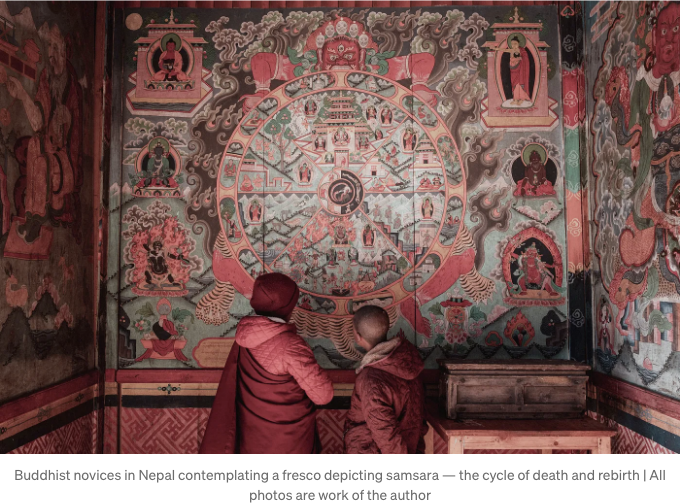 Buddhist novices in Nepal contemplating a fresco depicting samsara — the cycle of death and rebirth | All
photos are work of the author